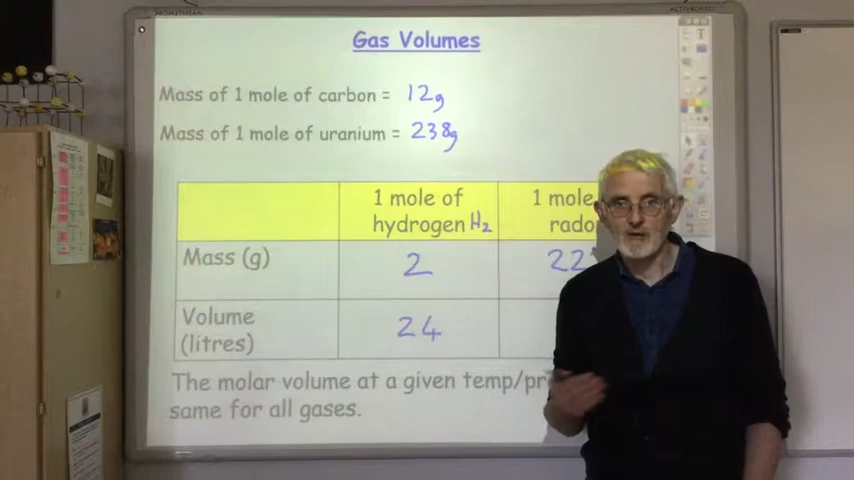 PROMETHEAN
ACTIVBOARD
Gas Volumes
Mass of 1 mole of carbon = 12g
Mass of 1 mole of uranium = 238g
1 mole of
hydrogen H₂
1 mole
Mass (g)
2
Volume
(litres)
24
The molar volume at a given temp/
same for all gases.